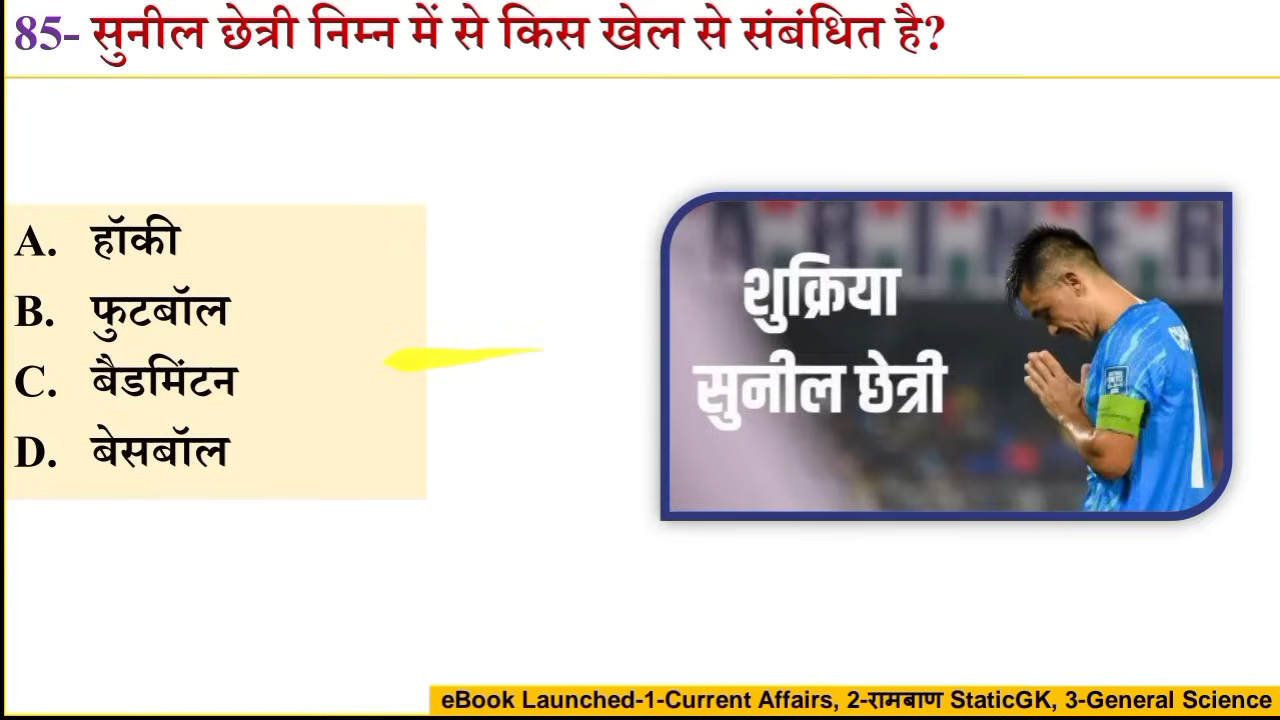 85- सुनील छेत्री निम्न में से किस खेल से संबंधित है?
A. हॉकी
B. फुटबॉल
C. बैडमिंटन
D. बेसबॉल
शुक्रिया
सुनील छेत्री
eBook Launched-1-Current Affairs, 2-रामबाण StaticGK, 3-General Science